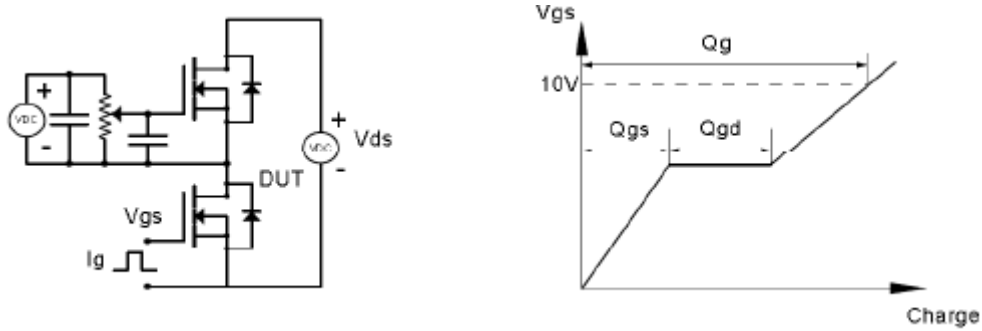 VDC
+
-
VDC
+
-
Vds
DUT
Vgs
Ig
Vgs
Qg
10V
Qgs
Qgd
Charge